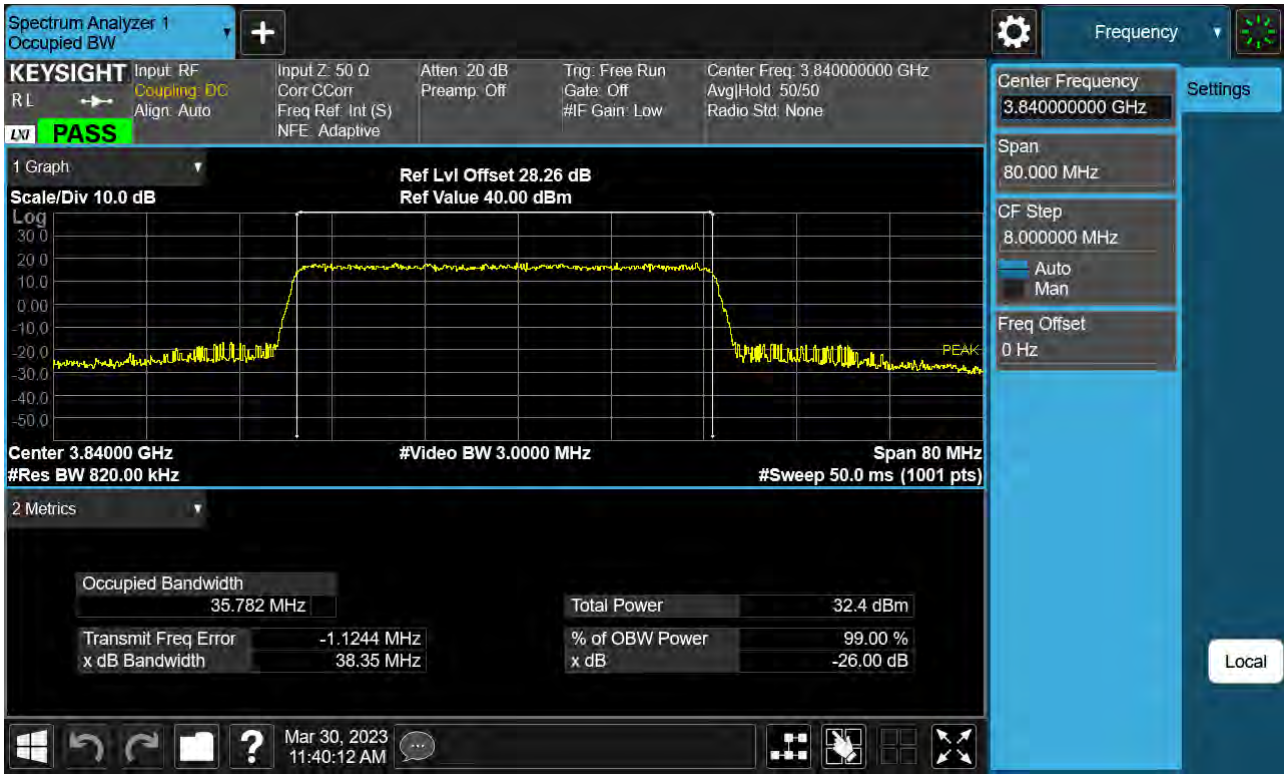 Spectrum Analyzer 1
Occupied BW
+
Frequency
KEYSIGHT
RL
LXI
PASS
Input: RF
Coupling: DC
Align: Auto
Input Z: 50 Ω
Corr CCorr
Freq Ref: Int (S)
NFE: Adaptive
Atten: 20 dB
Preamp: Off
Trig: Free Run
Gate: Off
#IF Gain: Low
Center Freq: 3.840000000 GHz
Avg|Hold: 50/50
Radio Std: None
Center Frequency
3.840000000 GHz
Settings
Span
80.000 MHz
CF Step
8.000000 MHz
Auto
Man
Freq Offset
0 Hz
Local
1 Graph
Scale/Div 10.0 dB
Ref Lvl Offset 28.26 dB
Ref Value 40.00 dBm
Log
30.0
20.0
10.0
0.00
-10.0
-20.0
-30.0
-40.0
-50.0
PEAK
Center 3.84000 GHz
#Video BW 3.0000 MHz
Span 80 MHz
#Res BW 820.00 kHz
#Sweep 50.0 ms (1001 pts)
2 Metrics
Occupied Bandwidth
35.782 MHz
Transmit Freq Error -1.1244 MHz
x dB Bandwidth 38.35 MHz
Total Power 32.4 dBm
% of OBW Power 99.00 %
x dB -26.00 dB
?
Mar 30, 2023
11:40:12 AM